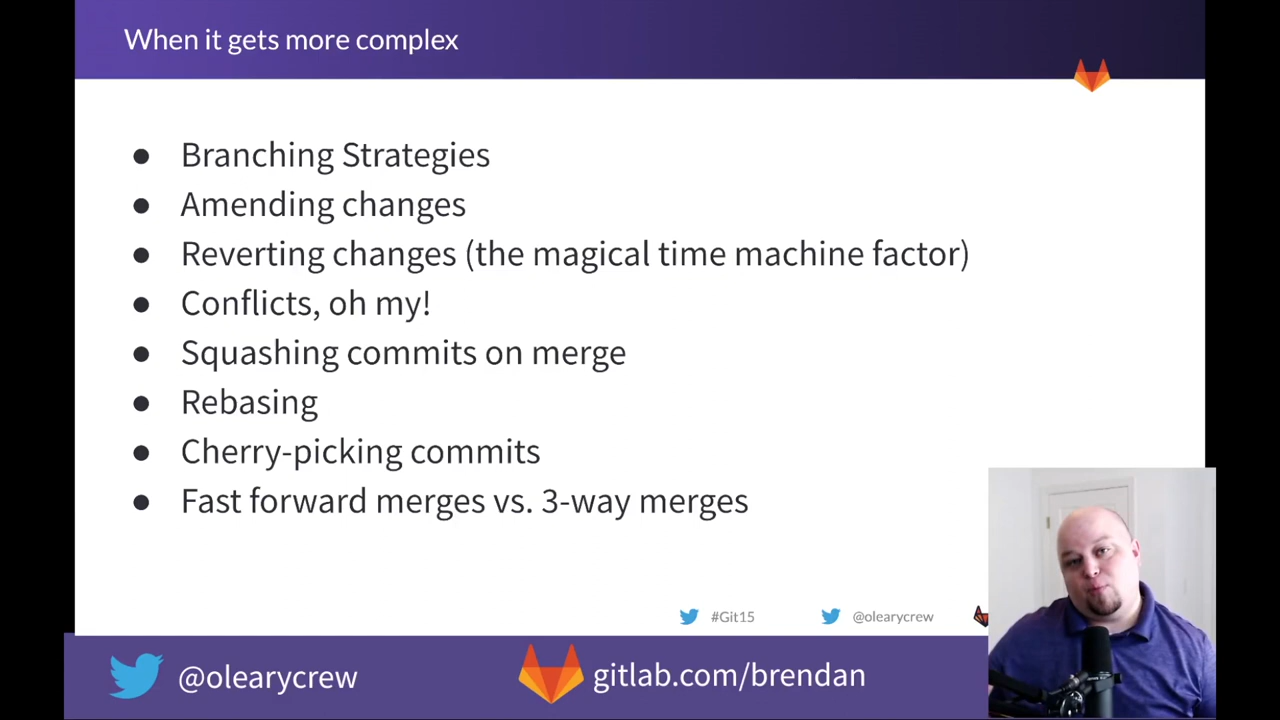 When it gets more complex
● Branching Strategies
● Amending changes
● Reverting changes (the magical time machine factor)
● Conflicts, oh my!
● Squashing commits on merge
● Rebasing
● Cherry-picking commits
● Fast forward merges vs. 3-way merges
#Git15 @olearycrew
@olearycrew gitlab.com/brendan